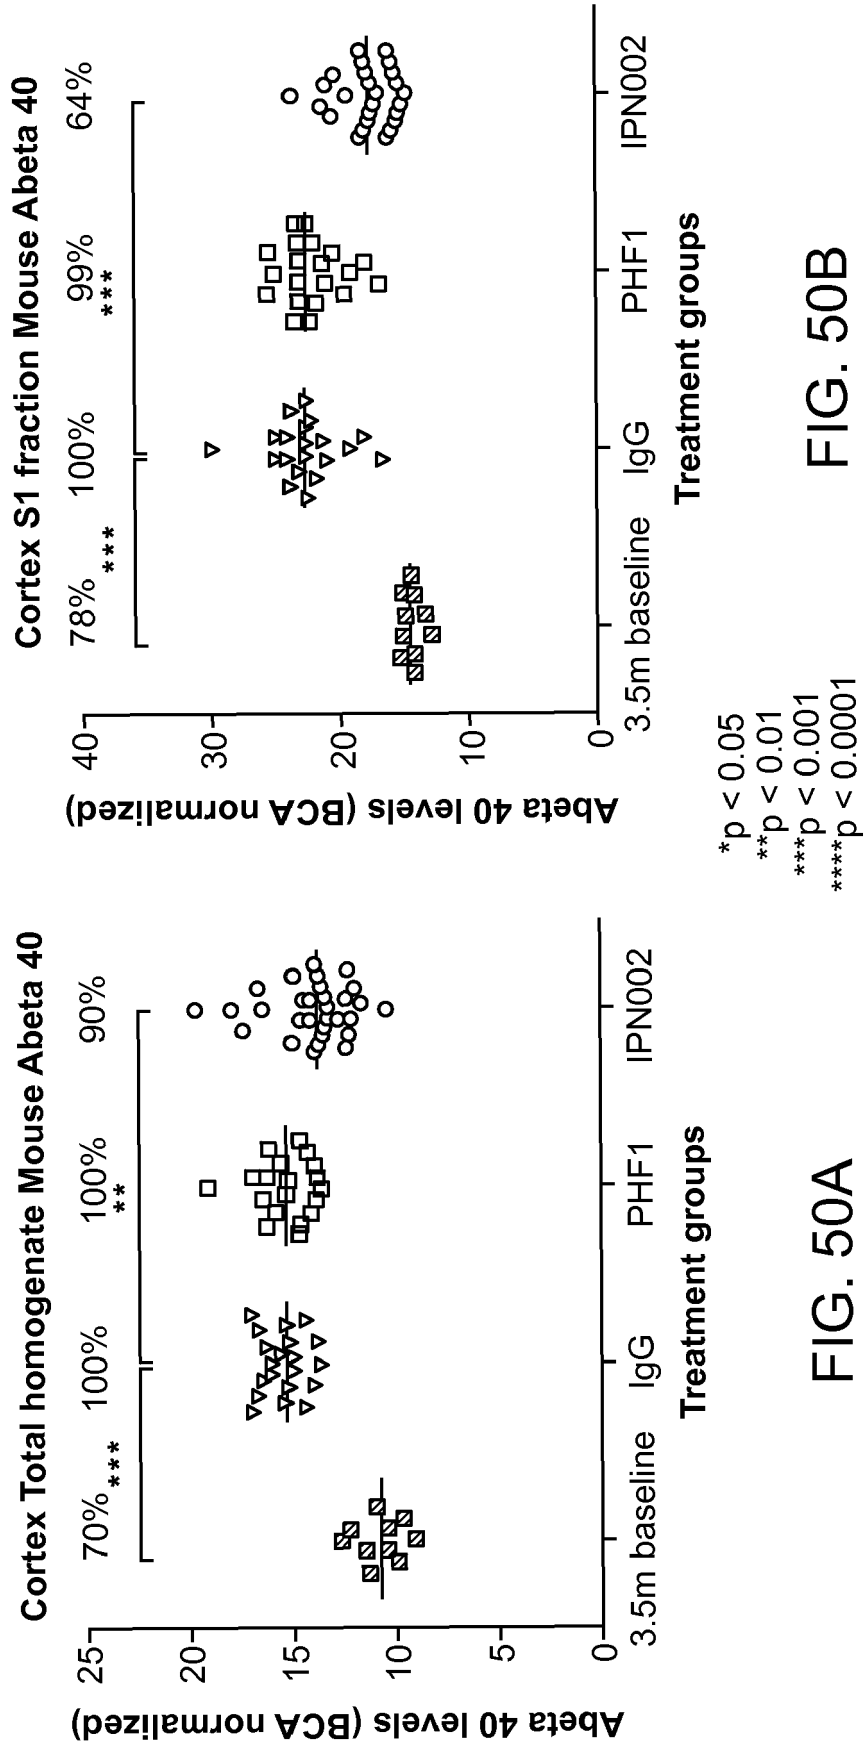 Cortex Total homogenate Mouse Abeta 40
70% 100% 100% 90%
*** **
Abeta 40 levels (BCA normalized)
25
20
15
10
5
0
3.5m baseline IgG PHF1 IPN002
Treatment groups
FIG. 50A
Cortex S1 fraction Mouse Abeta 40
78% 100% 99% 64%
*** ***
Abeta 40 levels (BCA normalized)
40
30
20
10
0
3.5m baseline IgG PHF1 IPN002
Treatment groups
*p < 0.05
**p < 0.01
***p < 0.001
****p < 0.0001
FIG. 50B